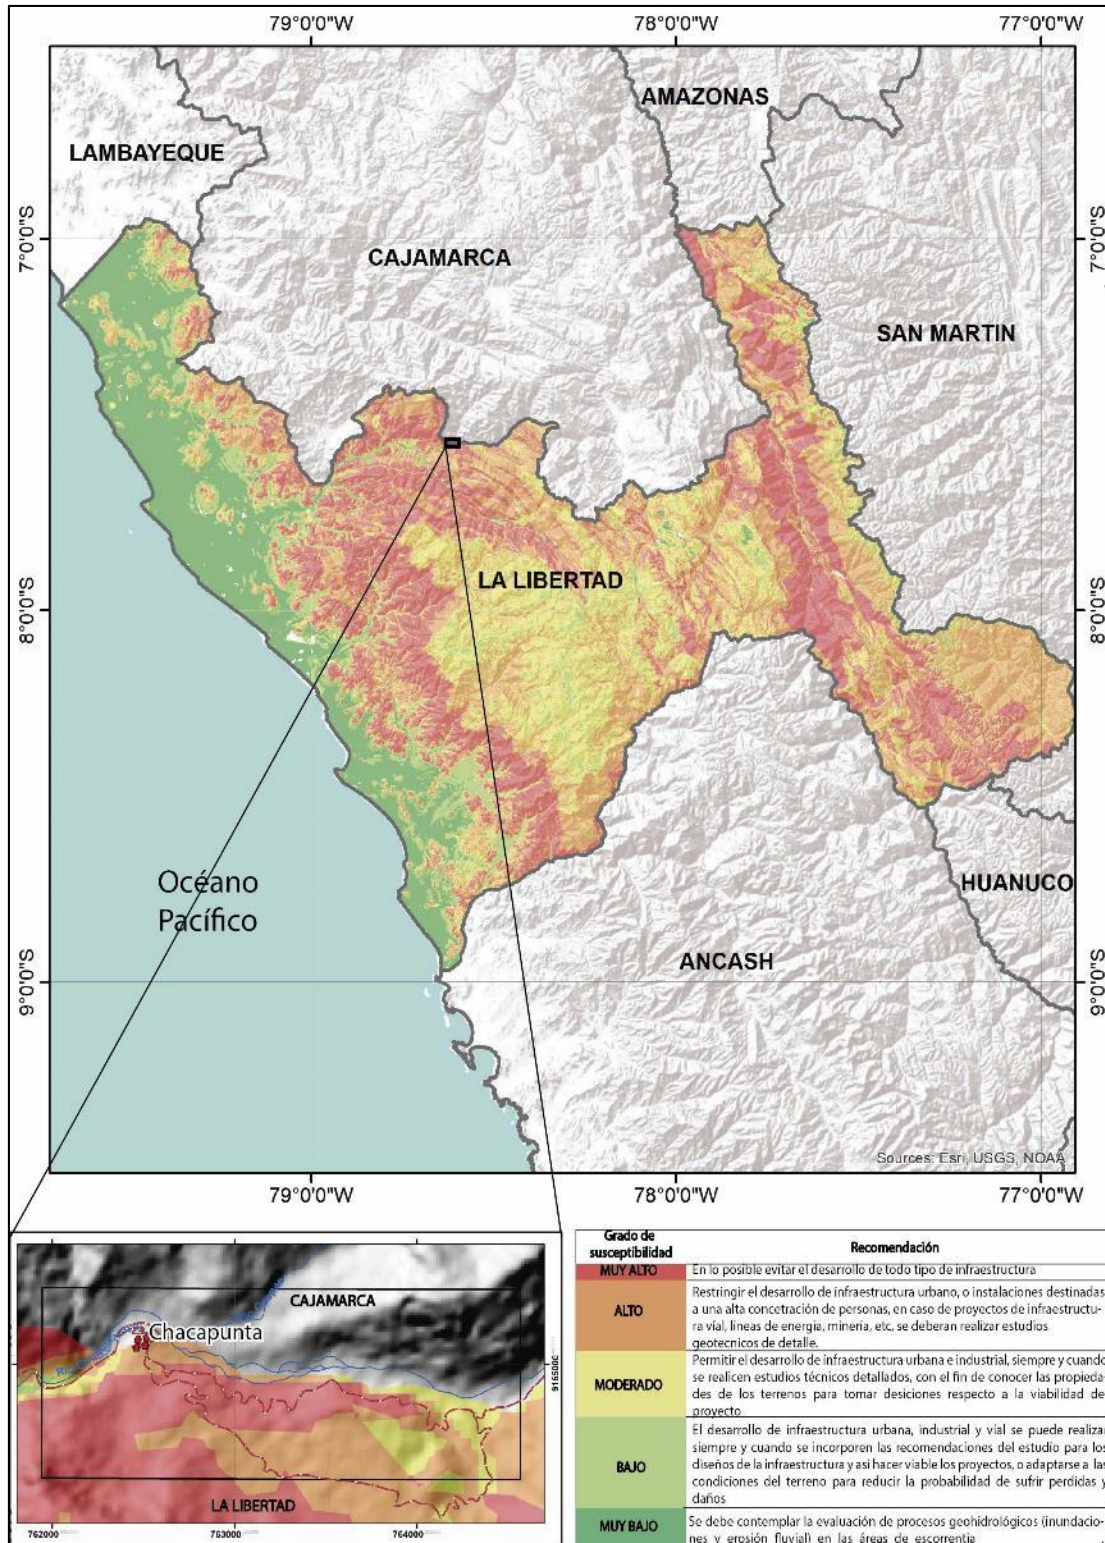 79°0'0"W 78°0'0"W 77°0'0"W
AMAZONAS
LAMBAYEQUE
7°0'0"S 7°0'0"S
CAJAMARCA
SAN MARTIN
LA LIBERTAD
8°0'0"S 8°0'0"S
Océano
Pacífico
HUANUCO
ANCASH
9°0'0"S 9°0'0"S
Sources: Esri, USGS, NOAA
79°0'0"W 78°0'0"W 77°0'0"W
CAJAMARCA
Chacapunta
9165000
LA LIBERTAD
762000 763000 764000
Grado de
susceptibilidad
Recomendación
MUY ALTO
En lo posible evitar el desarrollo de todo tipo de infraestructura
ALTO
Restringir el desarrollo de infraestructura urbano, o instalaciones destinadas
a una alta concetración de personas, en caso de proyectos de infraestructu-
ra víal, lineas de energia, mineria, etc, se deberan realizar estudios
geotecnicos de detalle.
MODERADO
Permitir el desarrollo de infraestructura urbana e industrial, siempre y cuando
se realicen estudios técnicos detallados, con el fin de conocer las propieda-
des de los terrenos para tomar desiciones respecto a la viabilidad de
proyecto
BAJO
El desarrollo de infraestructura urbana, industrial y vial se puede realiza
siempre y cuando se incorporen las recomendaciones del estudio para los
diseños de la infraestructura y asi hacer viable los proyectos, o adaptarse a las
condiciones del terreno para reducir la probabilidad de sufrir perdidas y
daños
MUY BAJO
Se debe contemplar la evaluación de procesos geohidrológicos (inundacio-
nes y erosión fluvial) en las áreas de escorrentia